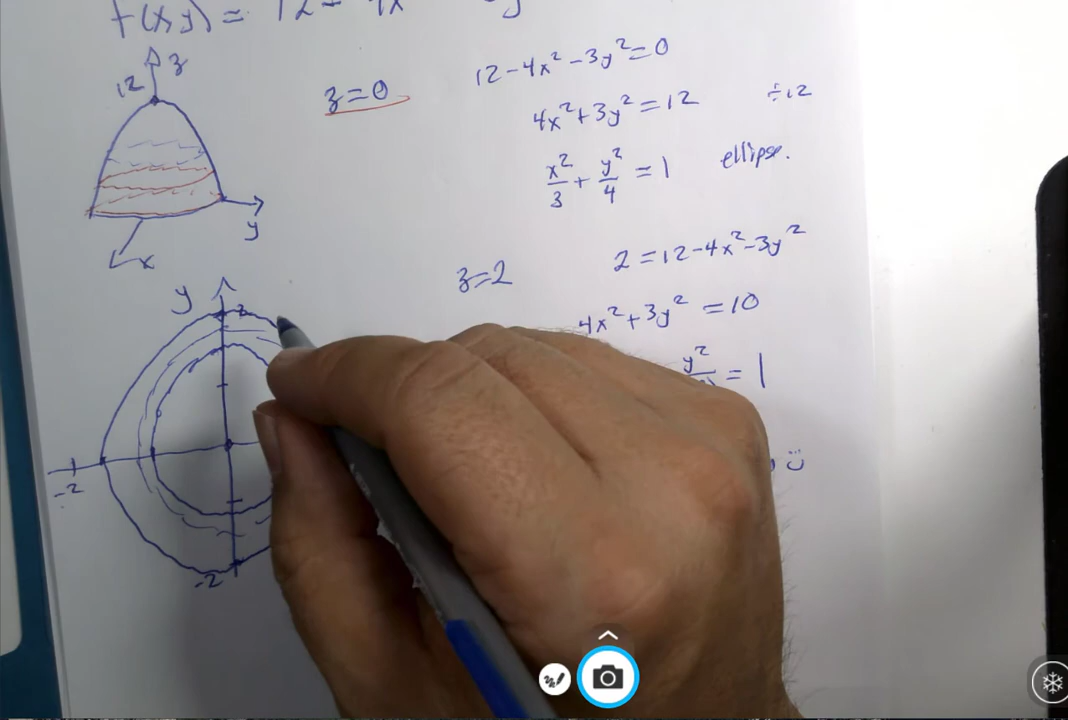 f(x,y) = 12 - 4x
12 z
z=0
12-4x²-3y²=0
4x²+3y²=12 ÷12
x²/3 + y²/4 = 1 ellipse.
y
x
z=2
2=12-4x²-3y²
4x²+3y²=10
y² = 1
y
2
-2
-2